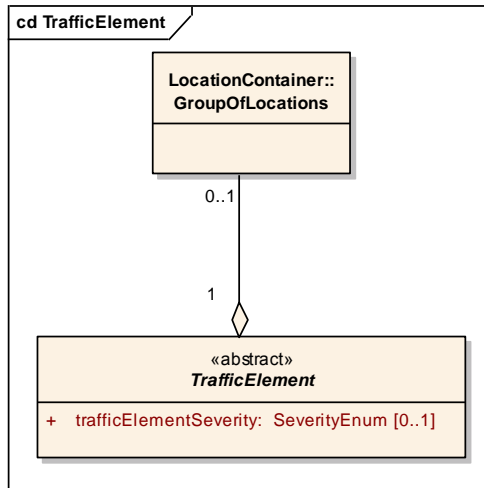 cd TrafficElement
LocationContainer::
GroupOfLocations
0..1
1
«abstract»
TrafficElement
+ trafficElementSeverity: SeverityEnum [0..1]